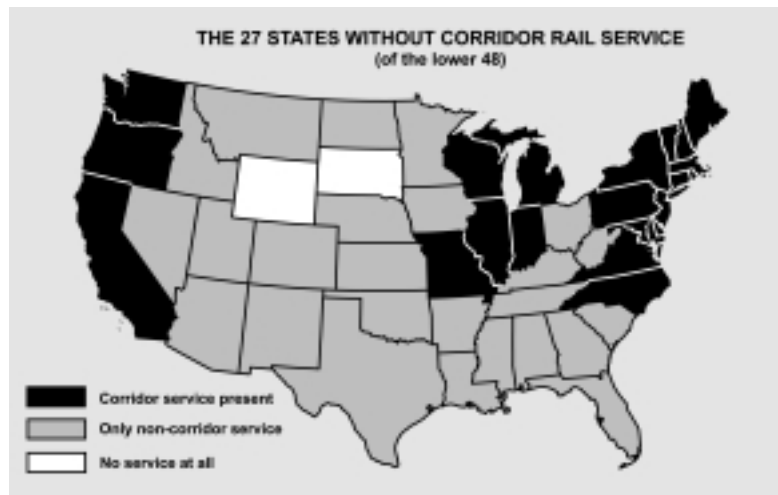 THE 27 STATES WITHOUT CORRIDOR RAIL SERVICE
(of the lower 48)
Corridor service present
Only non-corridor service
No service at all